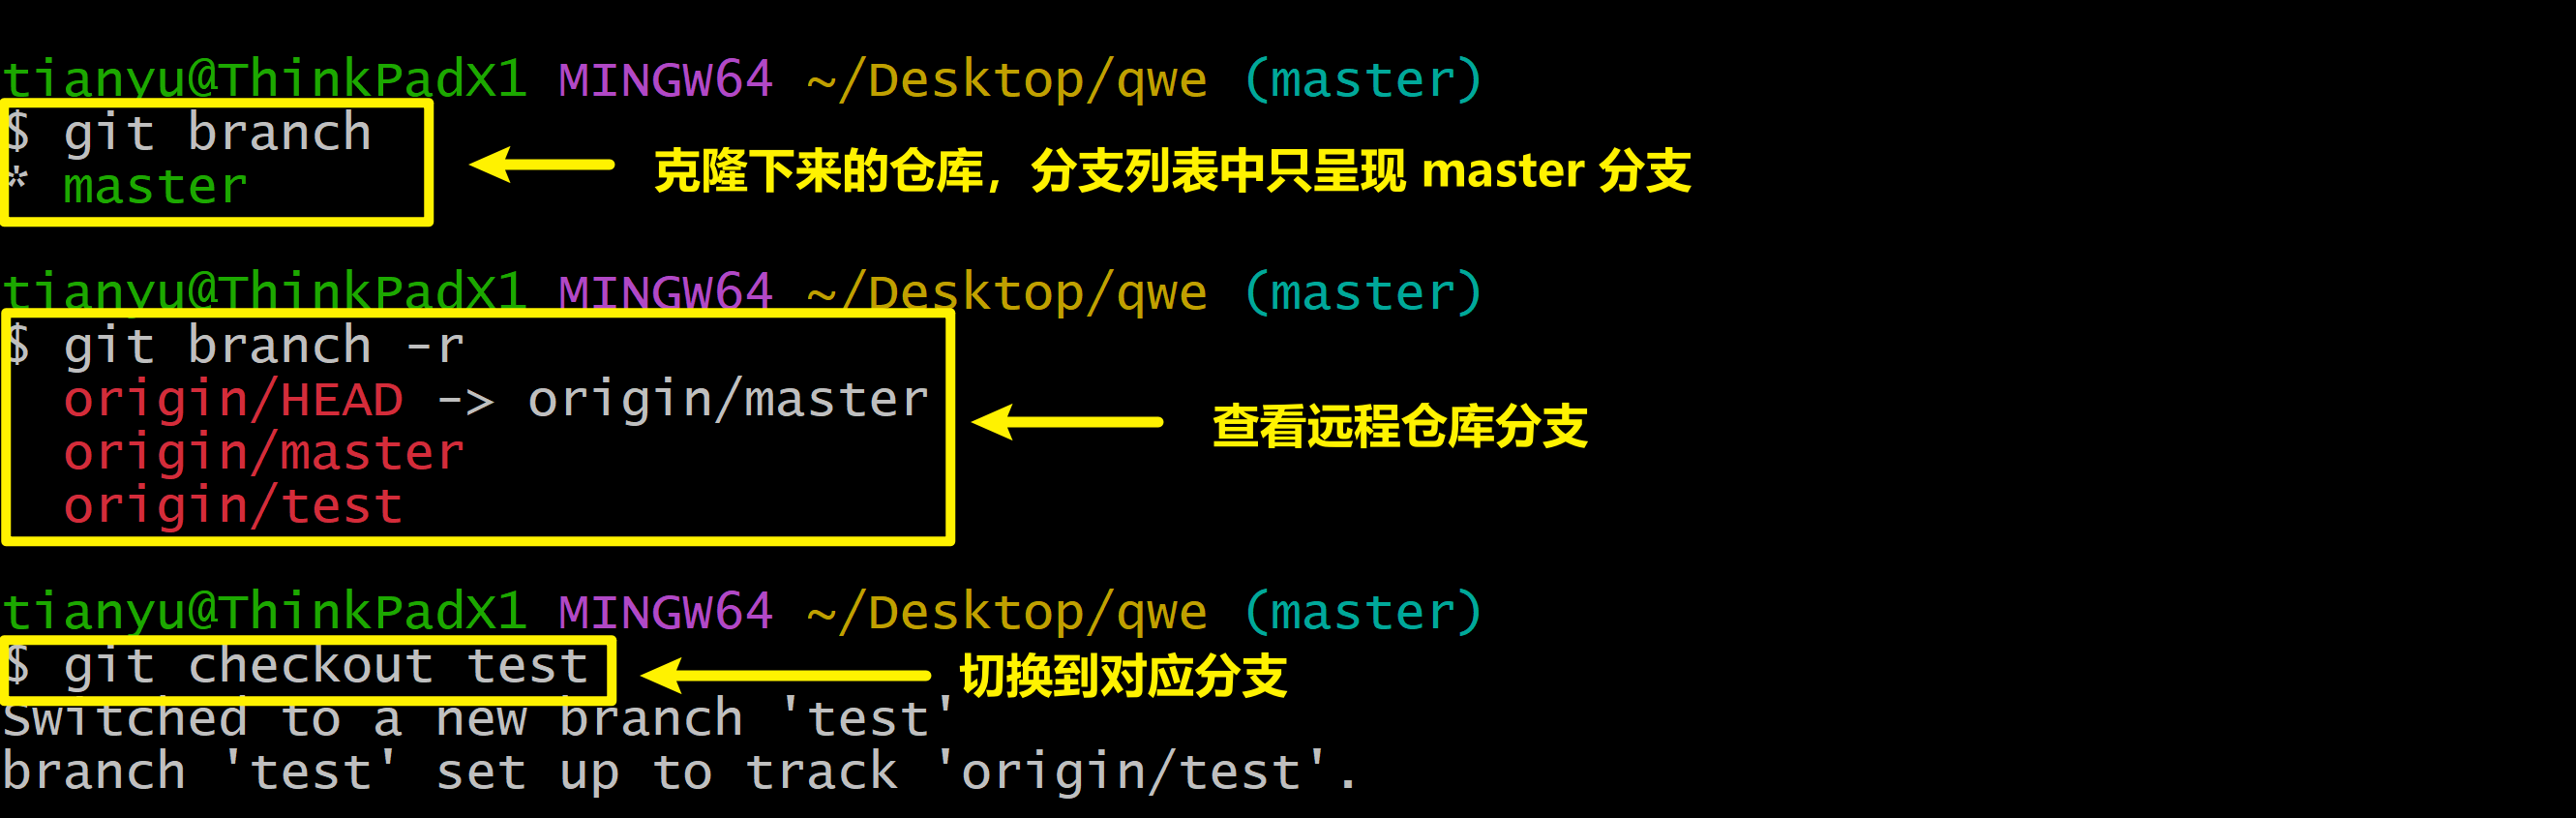 tianyu@ThinkPadX1 MINGW64 ~/Desktop/qwe (master)
$ git branch
* master
克隆下来的仓库，分支列表中只呈现 master 分支
tianyu@ThinkPadX1 MINGW64 ~/Desktop/qwe (master)
$ git branch -r
origin/HEAD -> origin/master
origin/master
origin/test
查看远程仓库分支
tianyu@ThinkPadX1 MINGW64 ~/Desktop/qwe (master)
$ git checkout test
切换到对应分支
Switched to a new branch 'test'
branch 'test' set up to track 'origin/test'.